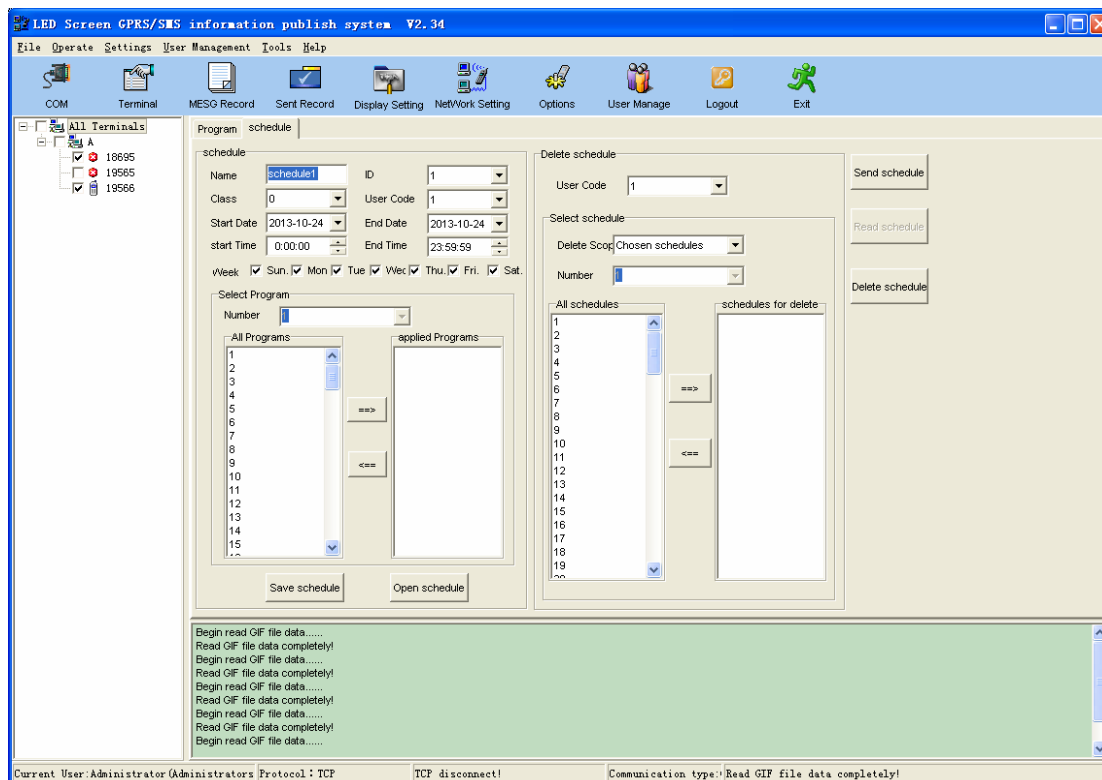 LED Screen GPRS/SMS information publish system V2.34
File Operate Settings User Management Tools Help
COM Terminal MESG Record Sent Record Display Setting NetWork Setting Options User Manage Logout Exit
All Terminals
A
18695
19565
19566
Program schedule
schedule
Name schedule1 ID 1
Class 0 User Code 1
Start Date 2013-10-24 End Date 2013-10-24
start Time 0:00:00 End Time 23:59:59
Week Sun. Mon Tue Wec Thu. Fri. Sat.
Select Program
Number 1
All Programs
1
2
3
4
5
6
7
8
9
10
11
12
13
14
15
applied Programs
==>
<==
Save schedule Open schedule
Delete schedule
User Code 1
Select schedule
Delete Scop Chosen schedules
Number 1
All schedules
1
2
3
4
5
6
7
8
9
10
11
12
13
14
15
16
17
18
19
schedules for delete
==>
<==
Send schedule
Read schedule
Delete schedule
Begin read GIF file data......
Read GIF file data completely!
Begin read GIF file data......
Read GIF file data completely!
Begin read GIF file data......
Read GIF file data completely!
Begin read GIF file data......
Read GIF file data completely!
Begin read GIF file data......
Current User:Administrator(Administrators Protocol:TCP TCP disconnect! Communication type: Read GIF file data completely!